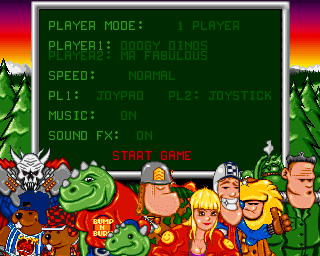 PLAYER MODE: 1 PLAYER
PLAYER1: DODGY DINOS
PLAYER2: MR FABULOUS
SPEED: NORMAL
PL1: JOYPAD PL2: JOYSTICK
MUSIC: ON
SOUND FX: ON
START GAME
BUMP
N
BURN